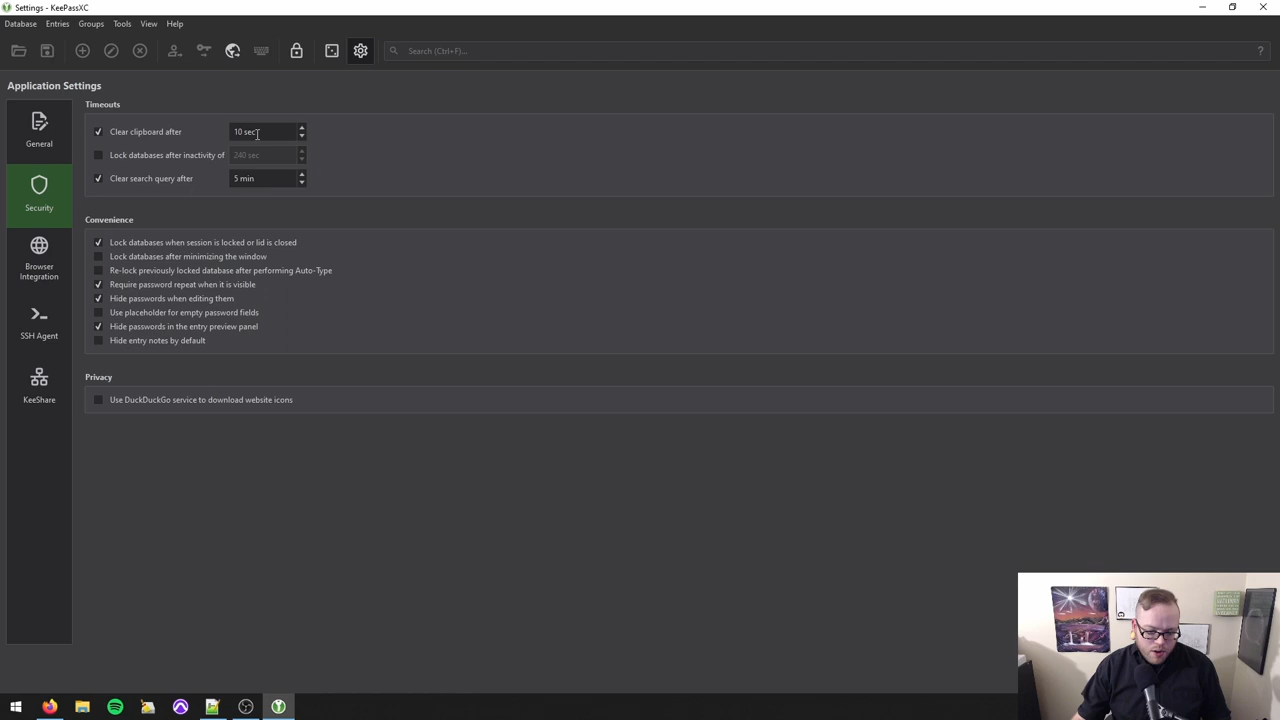 Settings - KeePassXC
Database Entries Groups Tools View Help
Search (Ctrl+F)...
?
Application Settings
General
Security
Browser
Integration
SSH Agent
KeeShare
Timeouts
Clear clipboard after 10 sec
Lock databases after inactivity of 240 sec
Clear search query after 5 min
Convenience
Lock databases when session is locked or lid is closed
Lock databases after minimizing the window
Re-lock previously locked database after performing Auto-Type
Require password repeat when it is visible
Hide passwords when editing them
Use placeholder for empty password fields
Hide passwords in the entry preview panel
Hide entry notes by default
Privacy
Use DuckDuckGo service to download website icons